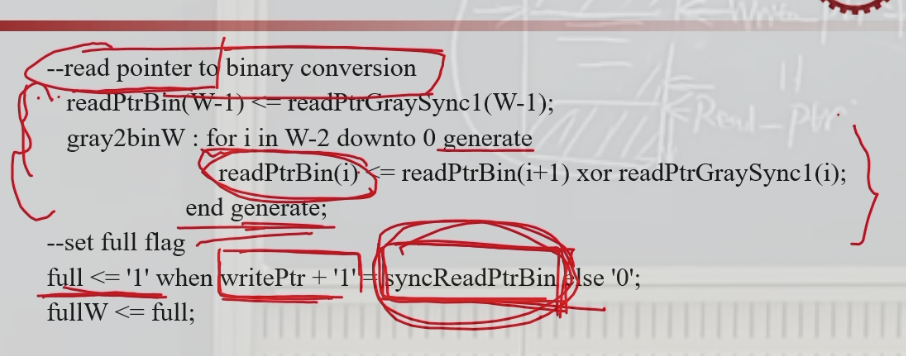 Write_ptr
--read pointer to binary conversion
readPtrBin(W-1) <= readPtrGraySync1(W-1);
Read_ptr
gray2binW : for i in W-2 downto 0 generate
readPtrBin(i) <= readPtrBin(i+1) xor readPtrGraySync1(i);
end generate;
--set full flag
full <= '1' when writePtr + '1' = syncReadPtrBin else '0';
fullW <= full;